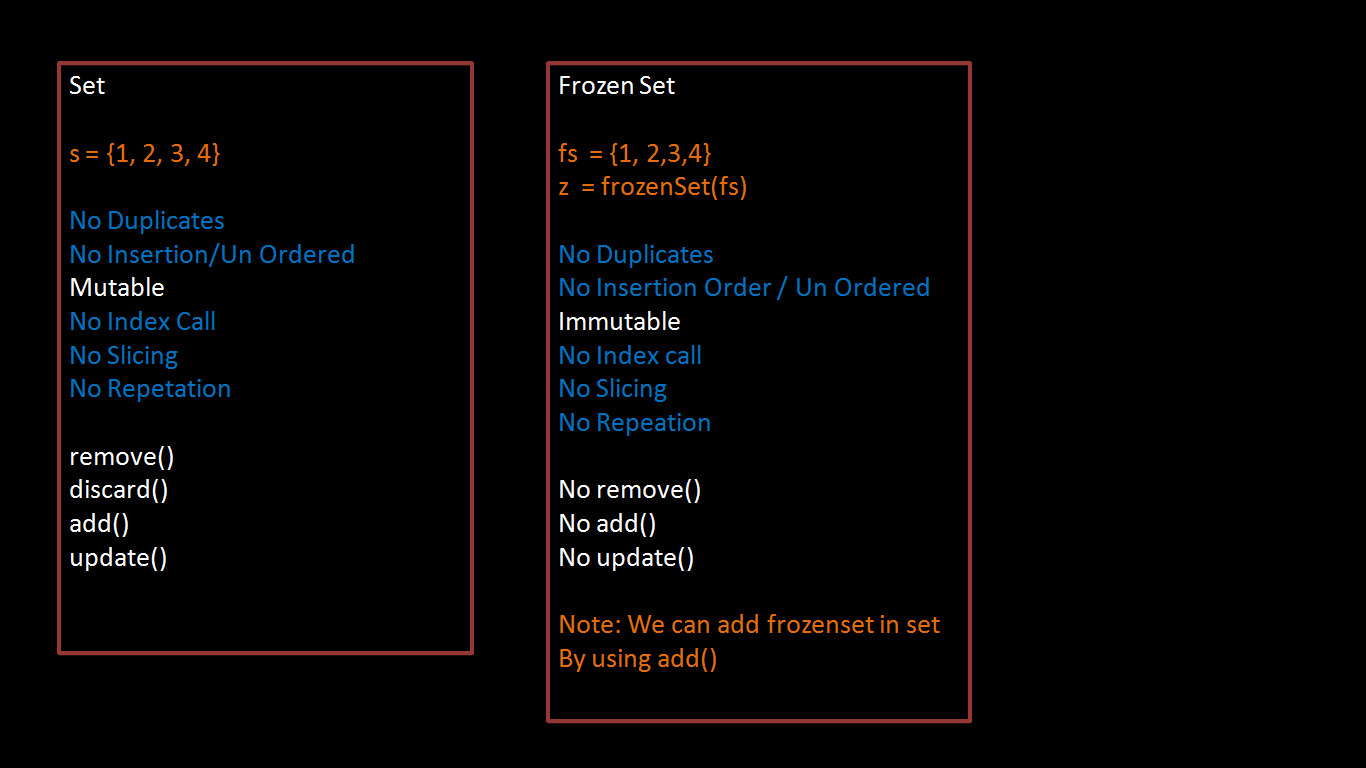 Set
s = {1, 2, 3, 4}
No Duplicates
No Insertion/Un Ordered
Mutable
No Index Call
No Slicing
No Repetation
remove()
discard()
add()
update()
Frozen Set
fs = {1, 2,3,4}
z = frozenSet(fs)
No Duplicates
No Insertion Order / Un Ordered
Immutable
No Index call
No Slicing
No Repeation
No remove()
No add()
No update()
Note: We can add frozenset in set
By using add()